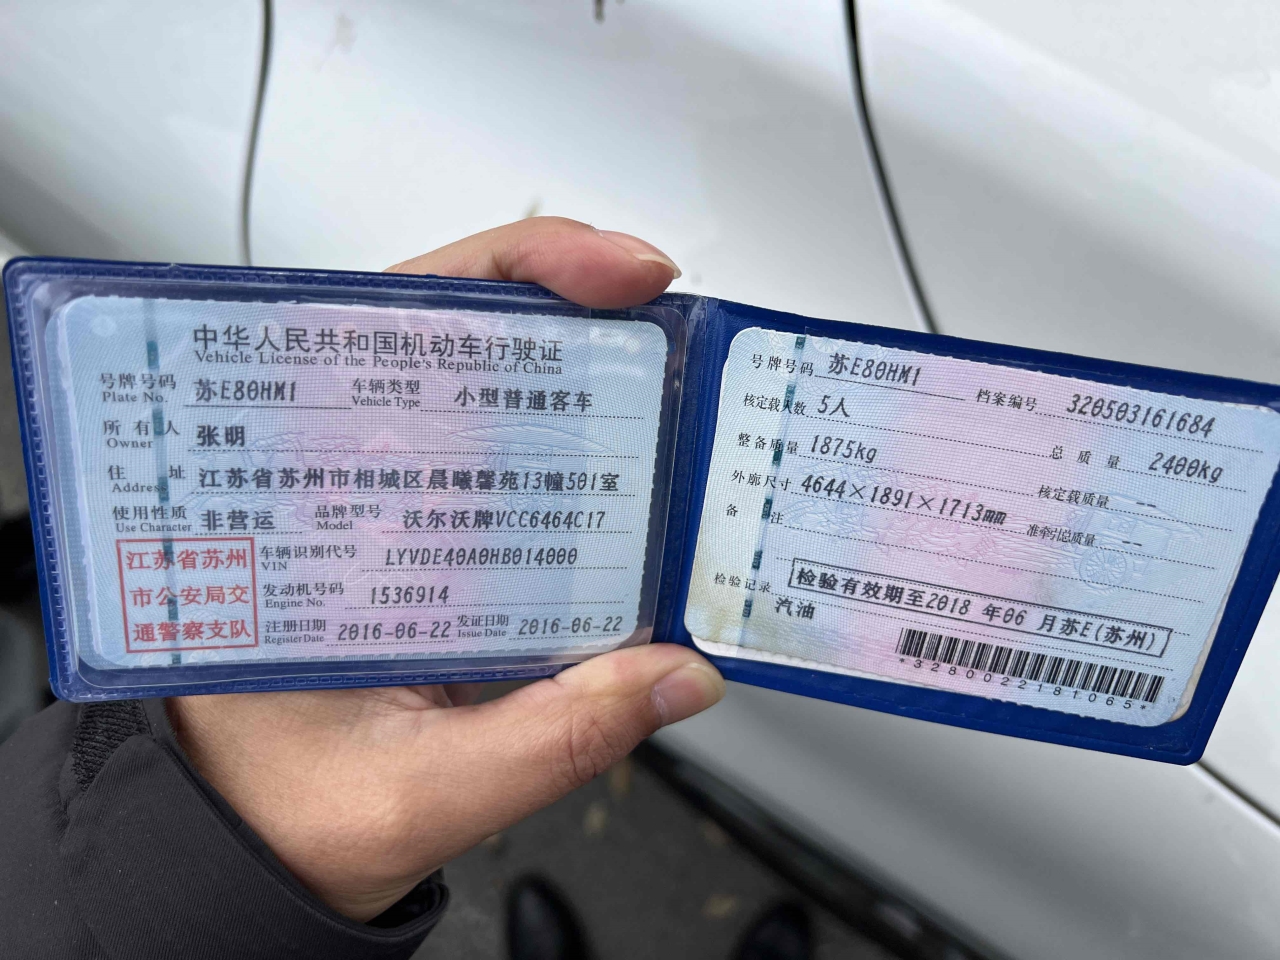 中华人民共和国机动车行驶证
Vehicle License of the People's Republic of China
号牌号码 苏E80HM1 车辆类型 小型普通客车
Plate No. Vehicle Type
所有人 张明
Owner
住址 江苏省苏州市相城区晨曦馨苑13幢501室
Address
使用性质 非营运 品牌型号 沃尔沃牌VCC6464C17
Use Character Model
江苏省苏州
市公安局交
通警察支队
车辆识别代号 LYVDE40A0HB014000
VIN
发动机号码 1536914
Engine No.
注册日期 2016-06-22 发证日期 2016-06-22
Register Date Issue Date
号牌号码 苏E80HM1 档案编号 320503161684
核定载人数 5人 总质量 2400kg
整备质量 1875kg 核定载质量 --
外廓尺寸 4644×1891×1713mm 准牵引总质量 --
备注
检验记录 检验有效期至2018 年06 月苏E(苏州)
汽油
*3280022181065*